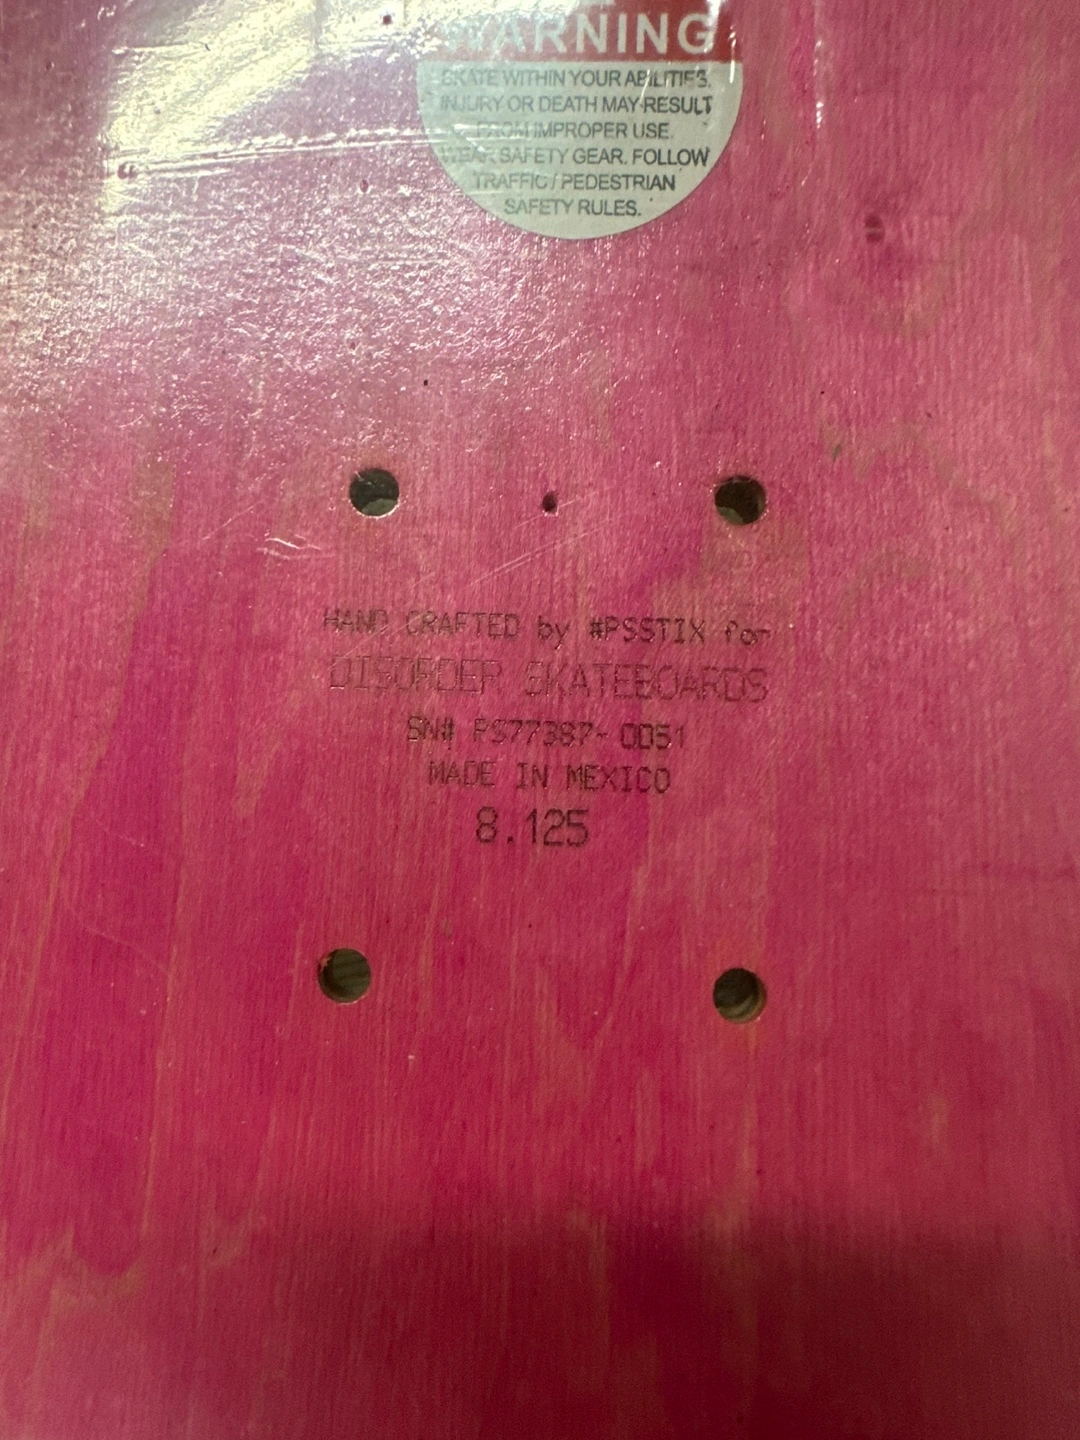 WARNING
SKATE WITHIN YOUR ABILITIES.
INJURY OR DEATH MAY RESULT
FROM IMPROPER USE.
WEAR SAFETY GEAR. FOLLOW
TRAFFIC / PEDESTRIAN
SAFETY RULES.
HAND CRAFTED by #PSSTIX for
DISORDER SKATEBOARDS
SN# PS77387-0051
MADE IN MEXICO
8.125